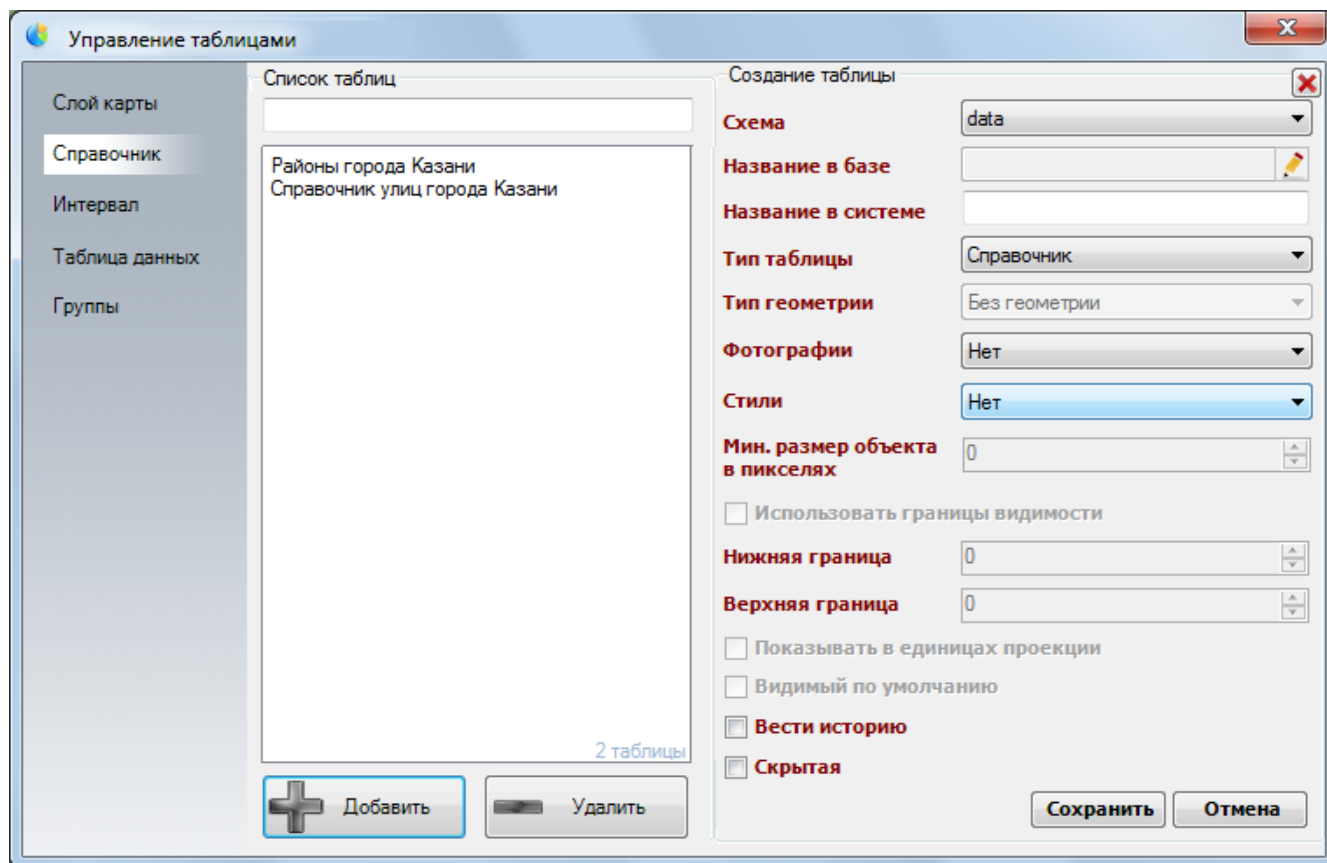 Управление таблицами
Слой карты
Справочник
Интервал
Таблица данных
Группы
Список таблиц
Районы города Казани
Справочник улиц города Казани
2 таблицы
Добавить
Удалить
Создание таблицы
Схема
data
Название в базе
Название в системе
Тип таблицы
Справочник
Тип геометрии
Без геометрии
Фотографии
Нет
Стили
Нет
Мин. размер объекта
в пикселях
0
Использовать границы видимости
Нижняя граница
0
Верхняя граница
0
Показывать в единицах проекции
Видимый по умолчанию
Вести историю
Скрытая
Сохранить
Отмена